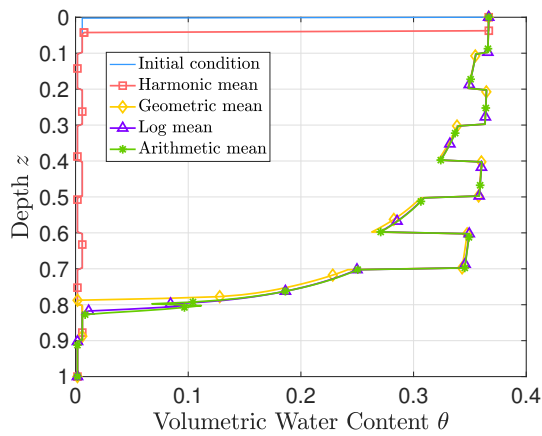 0
0.1
0.2
0.3
0.4
0.5
0.6
0.7
0.8
0.9
1
Depth z
Initial condition
Harmonic mean
Geometric mean
Log mean
Arithmetic mean
0 0.1 0.2 0.3 0.4
Volumetric Water Content θ